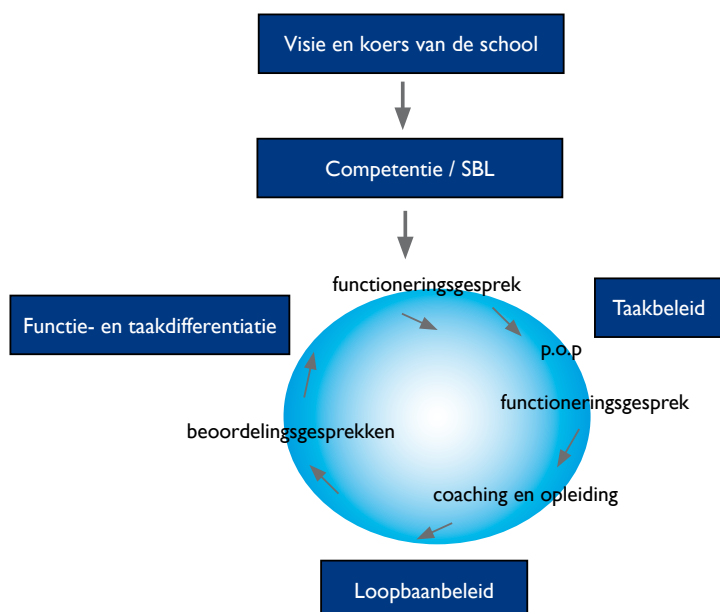 Visie en koers van de school
Competentie / SBL
functioneringsgesprek
Functie- en taakdifferentiatie
Taakbeleid
p.o.p
functioneringsgesprek
beoordelingsgesprekken
coaching en opleiding
Loopbaanbeleid